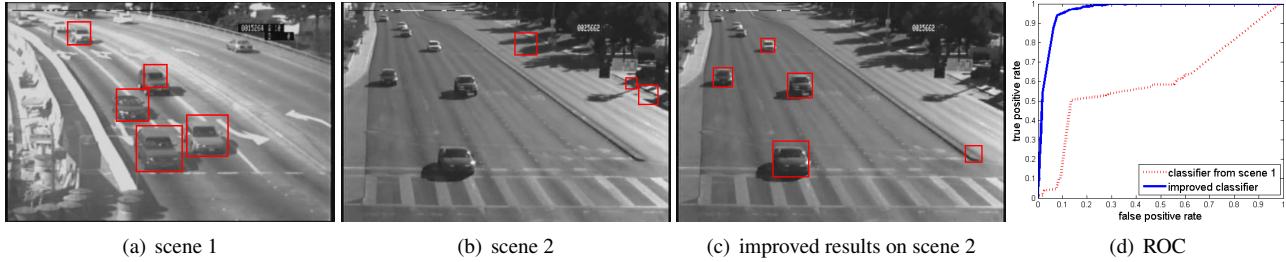 0025662
0025662
1
0.9
0.8
0.7
0.6
0.5
0.4
0.3
0.2
0.1
0
true positive rate
0 0.1 0.2 0.3 0.4 0.5 0.6 0.7 0.8 0.9 1
false positive rate
classifier from scene 1
improved classifier
(a) scene 1
(b) scene 2
(c) improved results on scene 2
(d) ROC